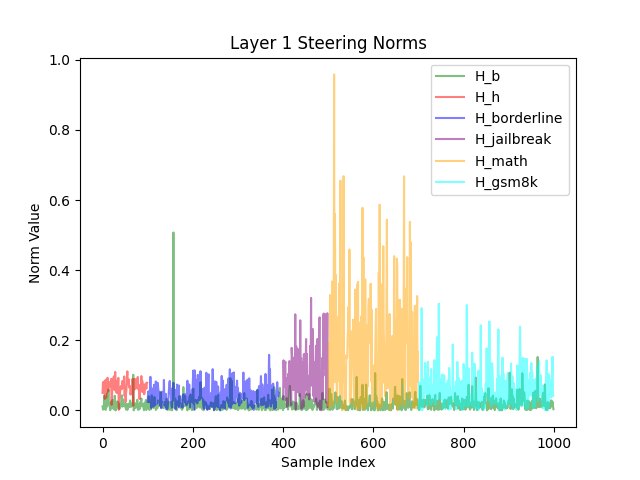 Layer 1 Steering Norms
1.0
0.8
0.6
0.4
0.2
0.0
Norm Value
0
200
400
600
800
1000
Sample Index
H_b
H_h
H_borderline
H_jailbreak
H_math
H_gsm8k